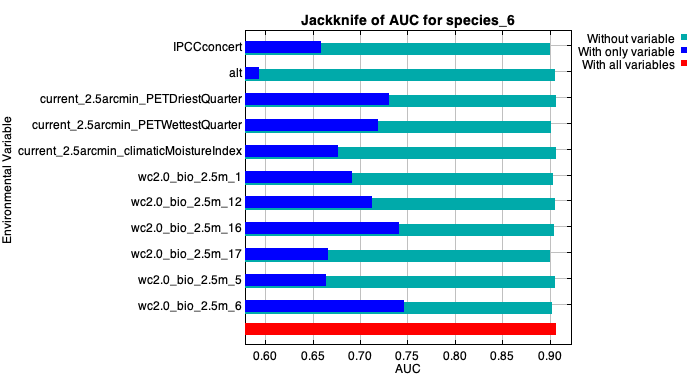 Jackknife of AUC for species_6
Without variable
With only variable
With all variables
Environmental Variable
IPCCconcert
alt
current_2.5arcmin_PETDriestQuarter
current_2.5arcmin_PETWettestQuarter
current_2.5arcmin_climaticMoistureIndex
wc2.0_bio_2.5m_1
wc2.0_bio_2.5m_12
wc2.0_bio_2.5m_16
wc2.0_bio_2.5m_17
wc2.0_bio_2.5m_5
wc2.0_bio_2.5m_6
0.60 0.65 0.70 0.75 0.80 0.85 0.90
AUC